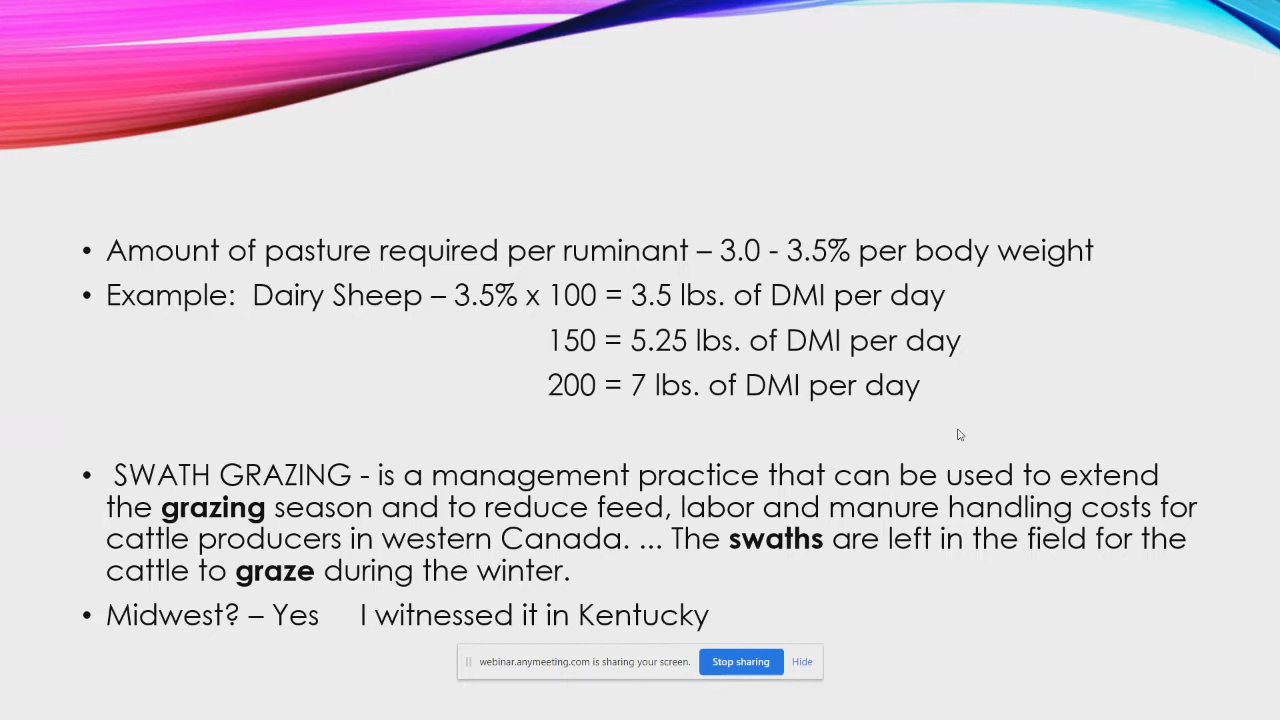 • Amount of pasture required per ruminant – 3.0 - 3.5% per body weight
• Example:  Dairy Sheep – 3.5% x 100 = 3.5 lbs. of DMI per day
150 = 5.25 lbs. of DMI per day
200 = 7 lbs. of DMI per day
• SWATH GRAZING - is a management practice that can be used to extend
the grazing season and to reduce feed, labor and manure handling costs for
cattle producers in western Canada. ... The swaths are left in the field for the
cattle to graze during the winter.
• Midwest? – Yes     I witnessed it in Kentucky
webinar.anymeeting.com is sharing your screen. Stop sharing Hide